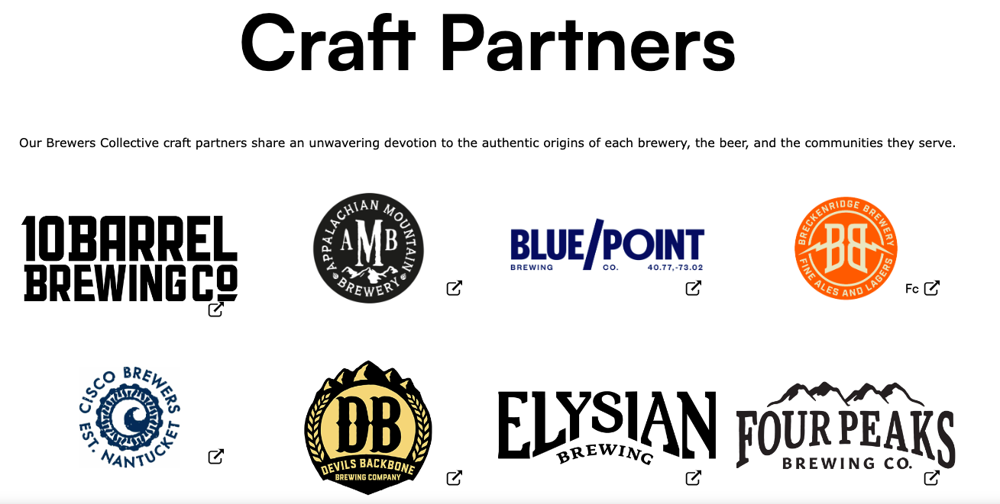 Craft Partners
Our Brewers Collective craft partners share an unwavering devotion to the authentic origins of each brewery, the beer, and the communities they serve.
10 BARREL
BREWING CO
APPALACHIAN MOUNTAIN
AMB
BREWERY
BLUE/POINT
BREWING CO. 40.77,-73.02
BRECKENRIDGE BREWERY
BB
FINE ALES AND LAGERS
Fc
CISCO BREWERS
EST. NANTUCKET
DB
DEVILS BACKBONE
BREWING COMPANY
ELYSIAN
BREWING
FOUR PEAKS
BREWING CO.